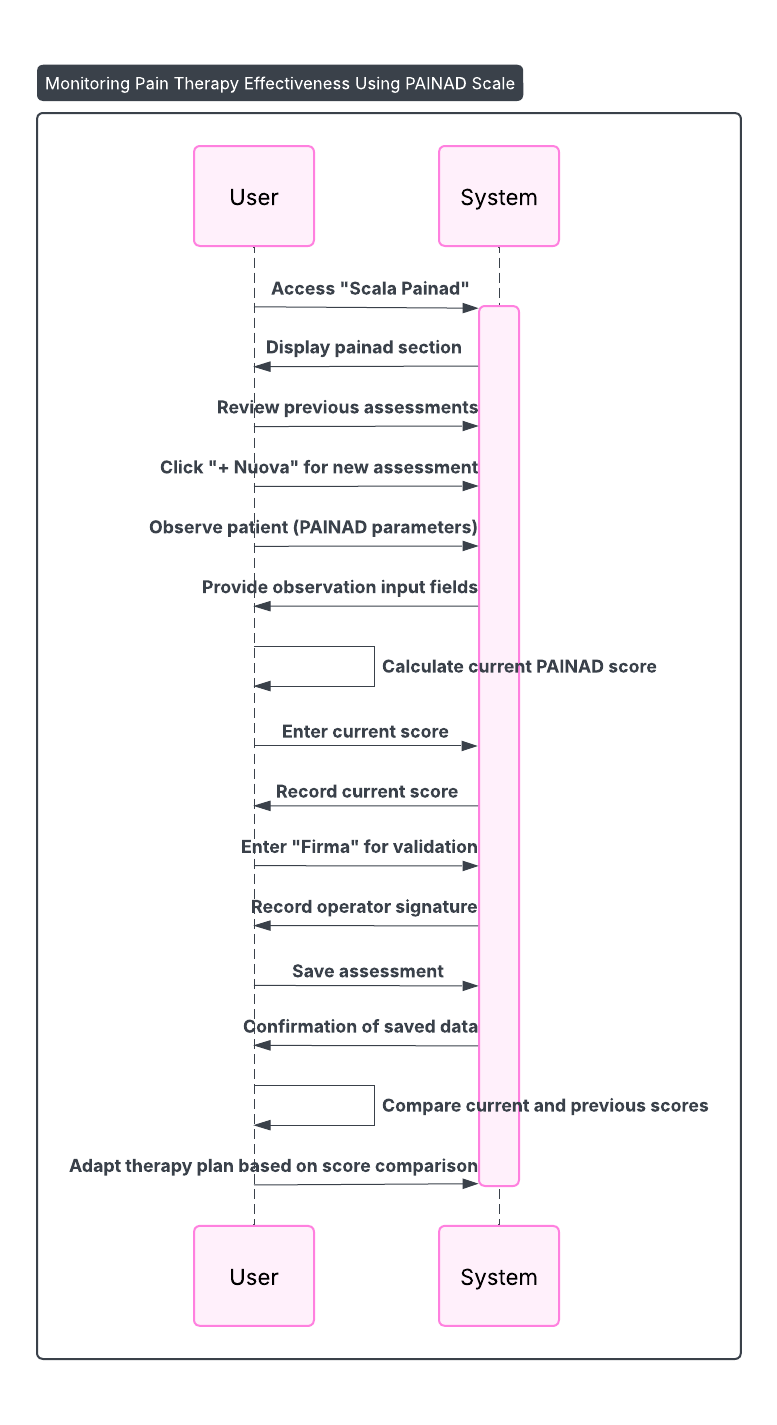 Monitoring Pain Therapy Effectiveness Using PAINAD Scale
User
System
Access "Scala Painad"
Display painad section
Review previous assessments
Click "+ Nuova" for new assessment
Observe patient (PAINAD parameters)
Provide observation input fields
Calculate current PAINAD score
Enter current score
Record current score
Enter "Firma" for validation
Record operator signature
Save assessment
Confirmation of saved data
Compare current and previous scores
Adapt therapy plan based on score comparison
User
System